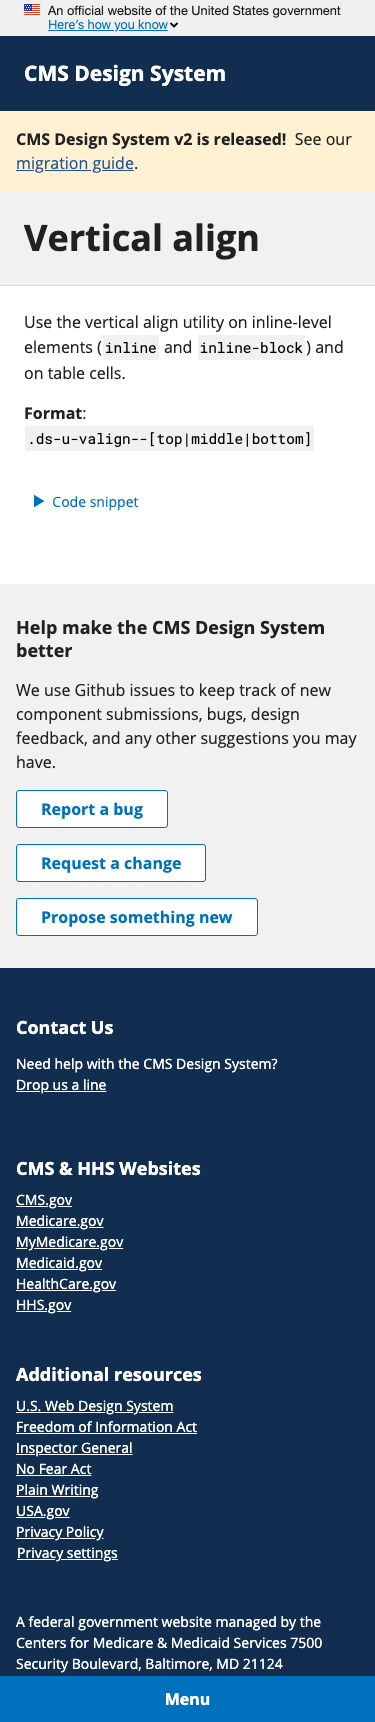 An official website of the United States government
Here's how you know
CMS Design System
CMS Design System v2 is released! See our
migration guide.
Vertical align
Use the vertical align utility on inline-level
elements (inline and inline-block) and
on table cells.
Format:
.ds-u-valign--[top|middle|bottom]
Code snippet
Help make the CMS Design System
better
We use Github issues to keep track of new
component submissions, bugs, design
feedback, and any other suggestions you may
have.
Report a bug
Request a change
Propose something new
Contact Us
Need help with the CMS Design System?
Drop us a line
CMS & HHS Websites
CMS.gov
Medicare.gov
MyMedicare.gov
Medicaid.gov
HealthCare.gov
HHS.gov
Additional resources
U.S. Web Design System
Freedom of Information Act
Inspector General
No Fear Act
Plain Writing
USA.gov
Privacy Policy
Privacy settings
A federal government website managed by the
Centers for Medicare & Medicaid Services 7500
Security Boulevard, Baltimore, MD 21124
Menu